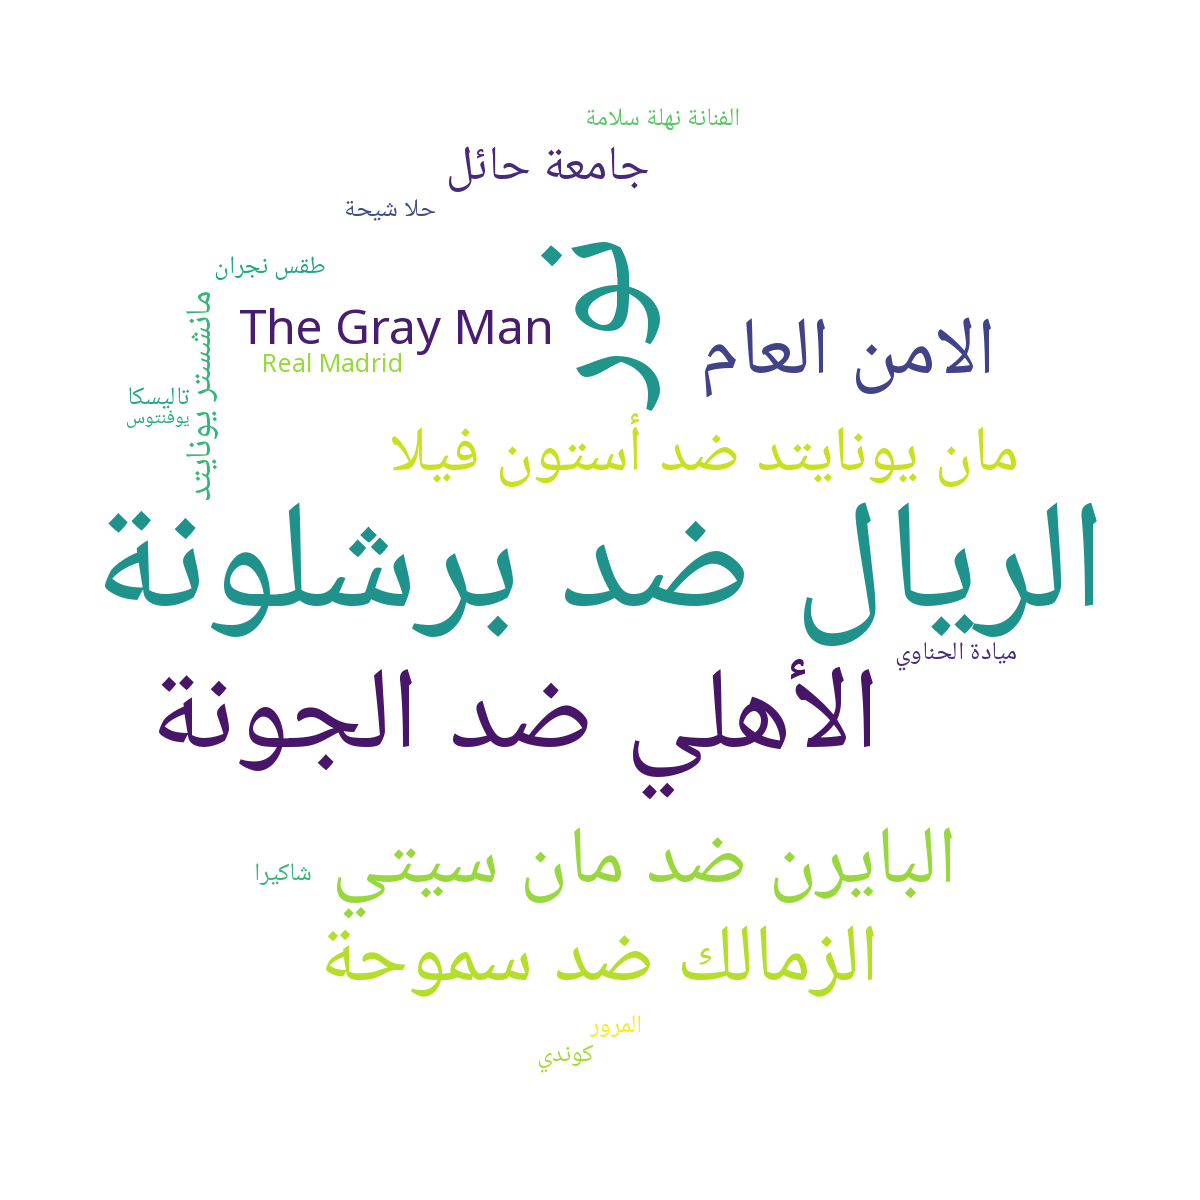 الفنانة نهلة سلامة
جامعة حائل
حلا شيحة
نور
طقس نجران
مانشستر يونايتد
The Gray Man
الامن العام
Real Madrid
تاليسكا
يوفنتوس
مان يونايتد ضد أستون فيلا
الريال ضد برشلونة
ميادة الحناوي
الأهلي ضد الجونة
البايرن ضد مان سيتي
شاكيرا
الزمالك ضد سموحة
المرور
كوندي